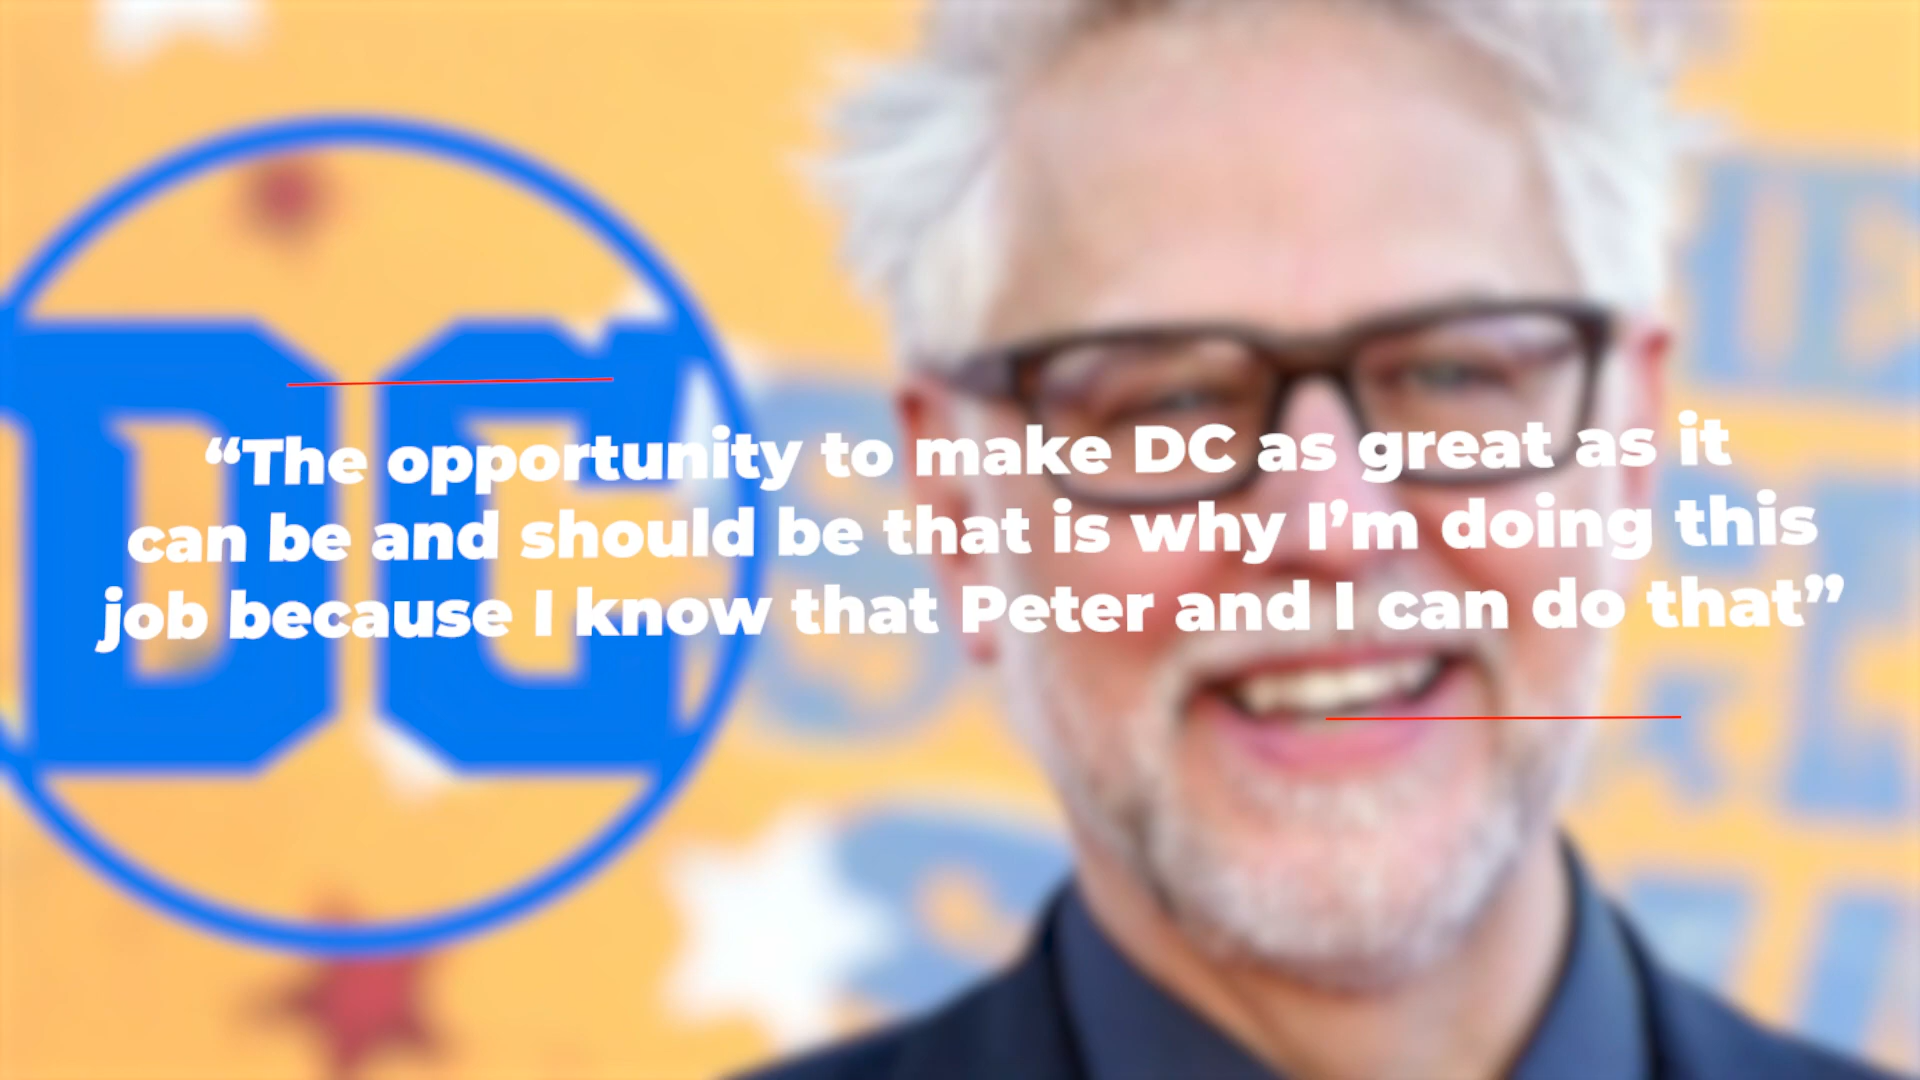 DC
“The opportunity to make DC as great as it
can be and should be that is why I’m doing this
job because I know that Peter and I can do that”